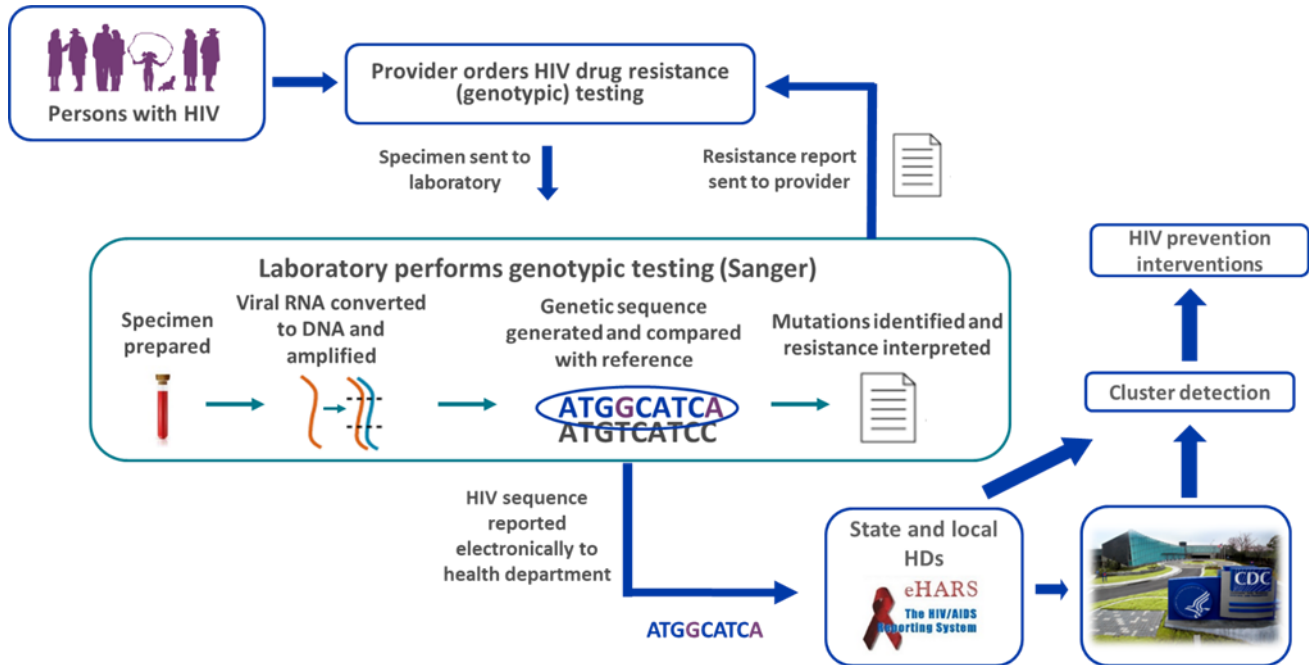 Persons with HIV
Provider orders HIV drug resistance
(genotypic) testing
Specimen sent to
laboratory
Resistance report
sent to provider
Laboratory performs genotypic testing (Sanger)
Specimen
prepared
Viral RNA converted
to DNA and
amplified
Genetic sequence
generated and compared
with reference
ATGGCATCA
ATGTCATCC
Mutations identified and
resistance interpreted
HIV prevention
interventions
Cluster detection
HIV sequence
reported
electronically to
health department
ATGGCATCA
State and local
HDs
eHARS
The HIV/AIDS
Reporting System
CDC